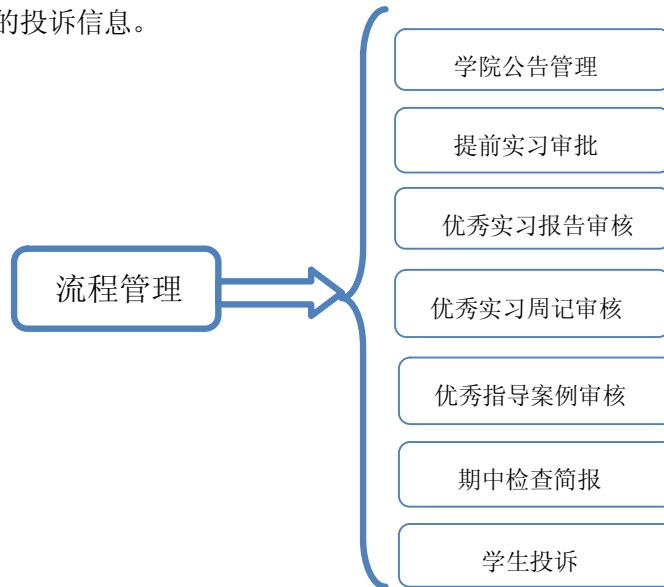 的投诉信息。
学院公告管理
提前实习审批
优秀实习报告审核
流程管理
优秀实习周记审核
优秀指导案例审核
期中检查简报
学生投诉